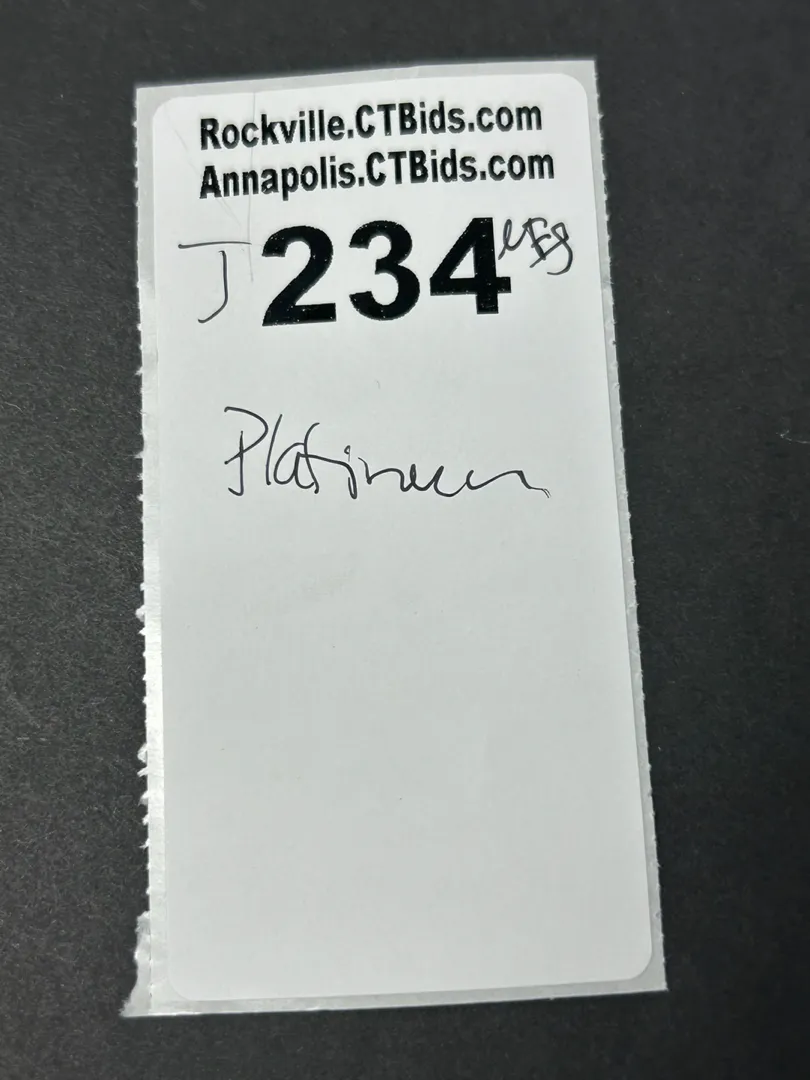 Rockville.CTBids.com
Annapolis.CTBids.com
J 234
Platinum